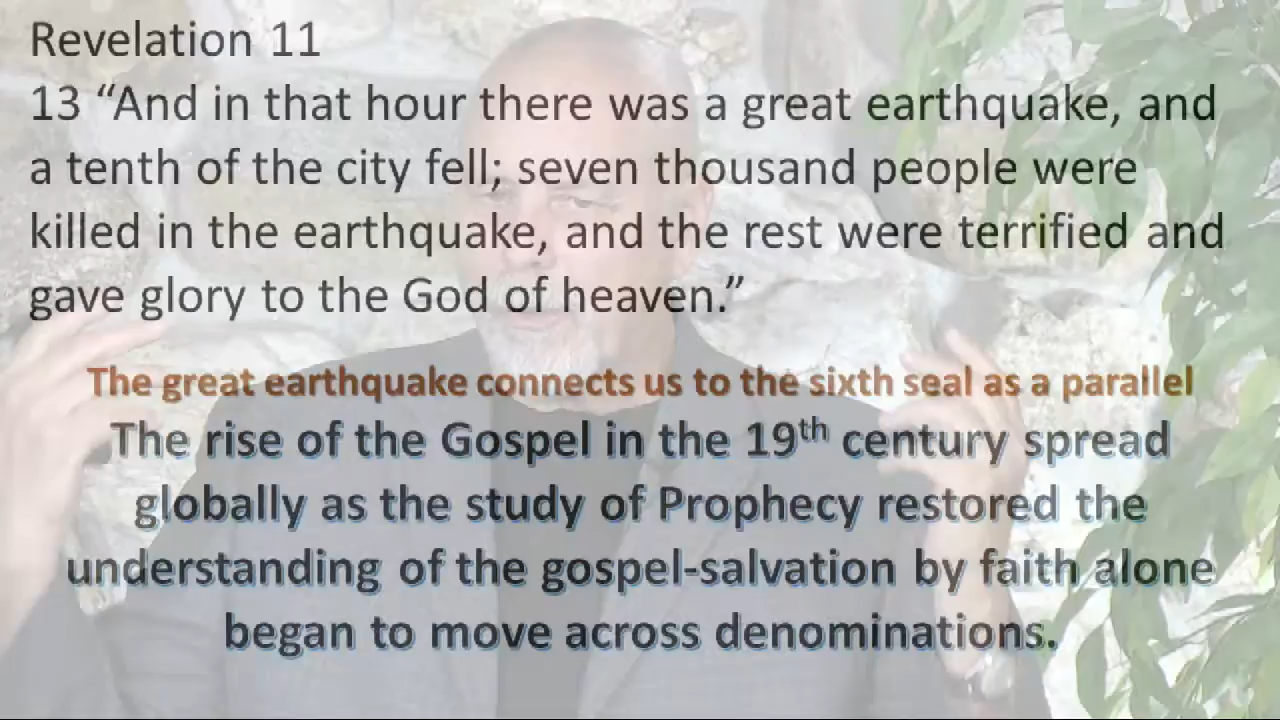 Revelation 11
13 “And in that hour there was a great earthquake, and
a tenth of the city fell; seven thousand people were
killed in the earthquake, and the rest were terrified and
gave glory to the God of heaven.”
The great earthquake connects us to the sixth seal as a parallel
The rise of the Gospel in the 19th century spread
globally as the study of Prophecy restored the
understanding of the gospel-salvation by faith alone
began to move across denominations.